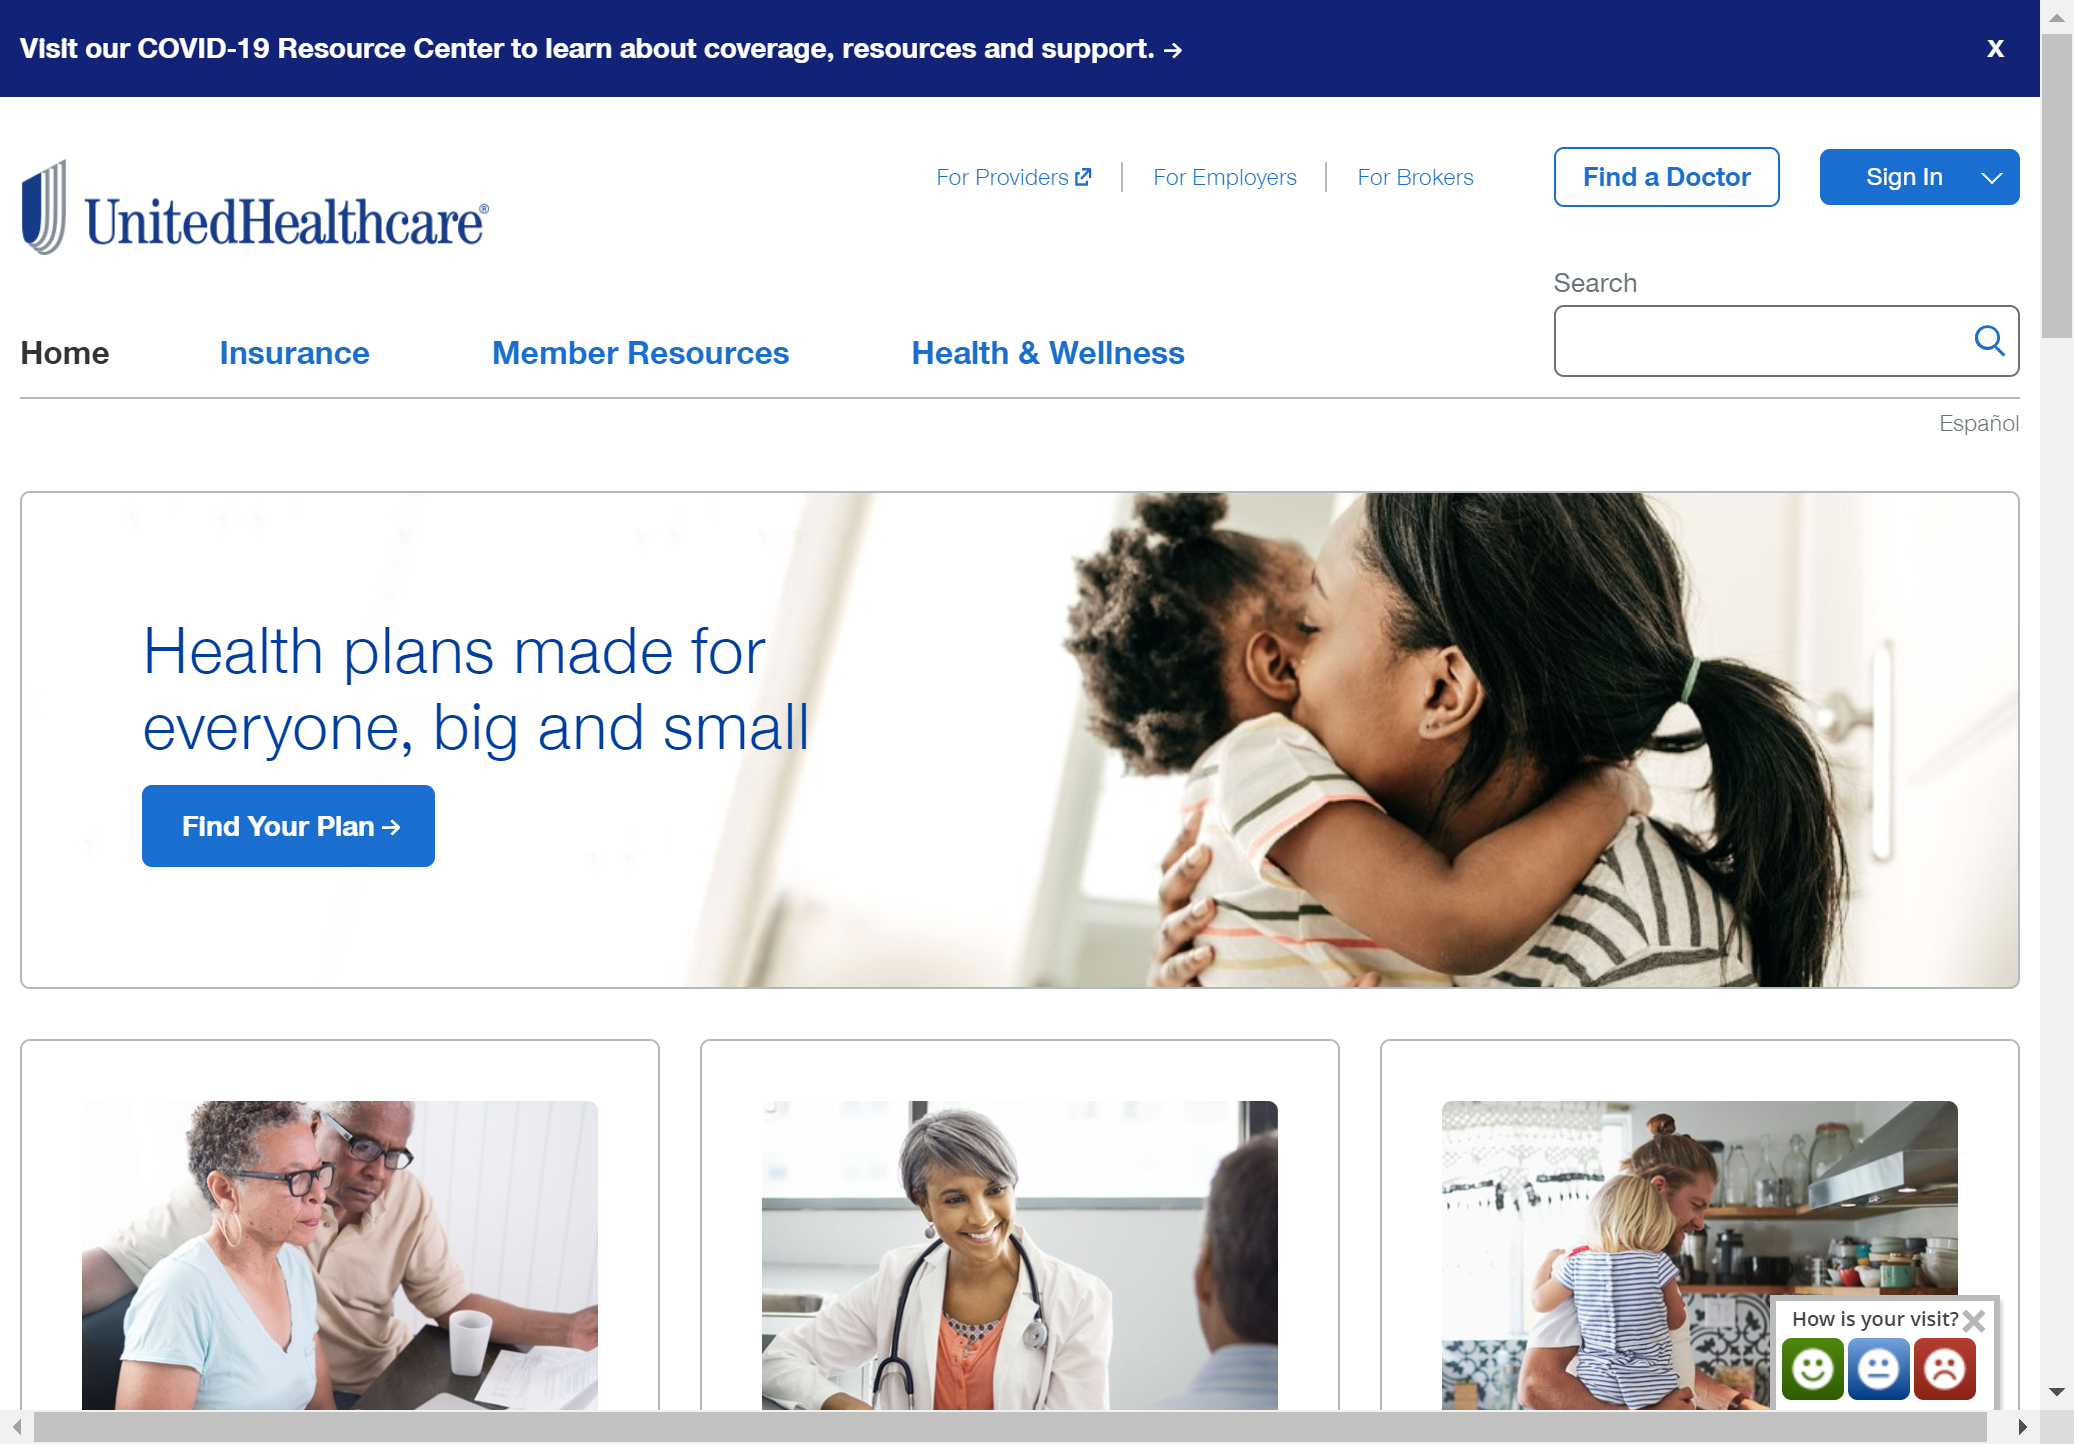 Visit our COVID-19 Resource Center to learn about coverage, resources and support. →
X
UnitedHealthcare®
For Providers
For Employers
For Brokers
Find a Doctor
Sign In
Search
Home
Insurance
Member Resources
Health & Wellness
Español
Health plans made for
everyone, big and small
Find Your Plan →
How is your visit?